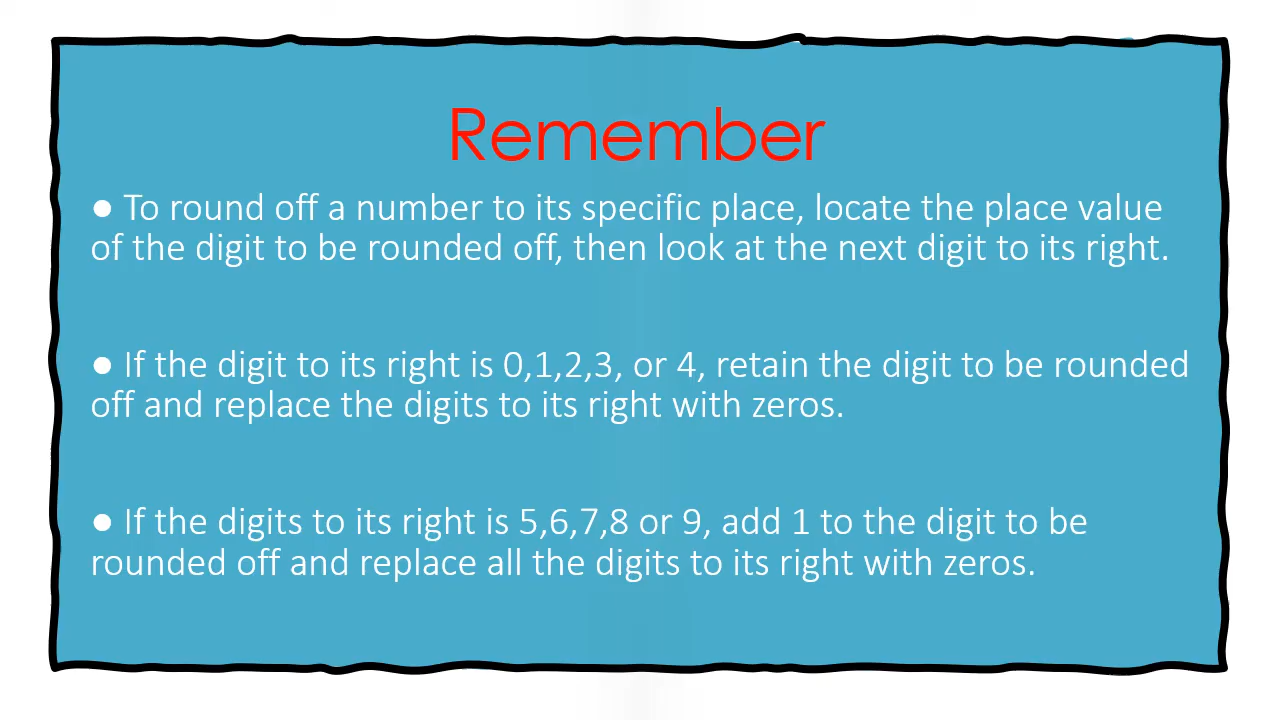 Remember
● To round off a number to its specific place, locate the place value
of the digit to be rounded off, then look at the next digit to its right.
● If the digit to its right is 0,1,2,3, or 4, retain the digit to be rounded
off and replace the digits to its right with zeros.
● If the digits to its right is 5,6,7,8 or 9, add 1 to the digit to be
rounded off and replace all the digits to its right with zeros.